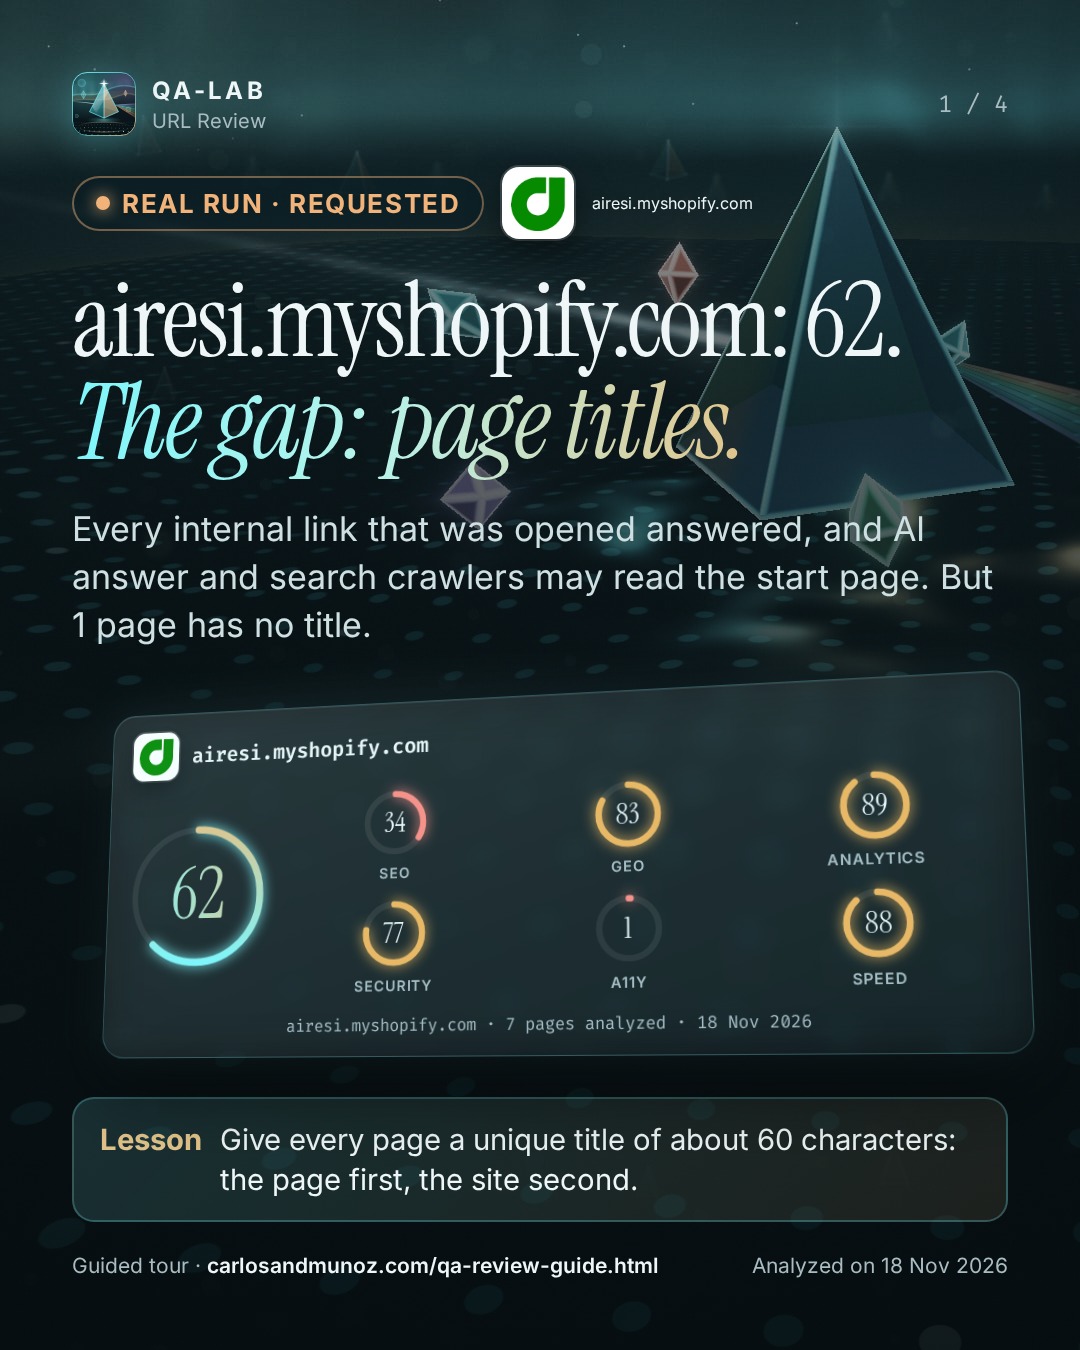 QA-LAB
URL Review
1 / 4
REAL RUN · REQUESTED
airesi.myshopify.com
airesi.myshopify.com: 62.
The gap: page titles.
Every internal link that was opened answered, and AI
answer and search crawlers may read the start page. But
1 page has no title.
airesi.myshopify.com
62
34
SEO
83
GEO
89
ANALYTICS
77
SECURITY
1
A11Y
88
SPEED
airesi.myshopify.com · 7 pages analyzed · 18 Nov 2026
Lesson Give every page a unique title of about 60 characters:
the page first, the site second.
Guided tour · carlosandmunoz.com/qa-review-guide.html
Analyzed on 18 Nov 2026